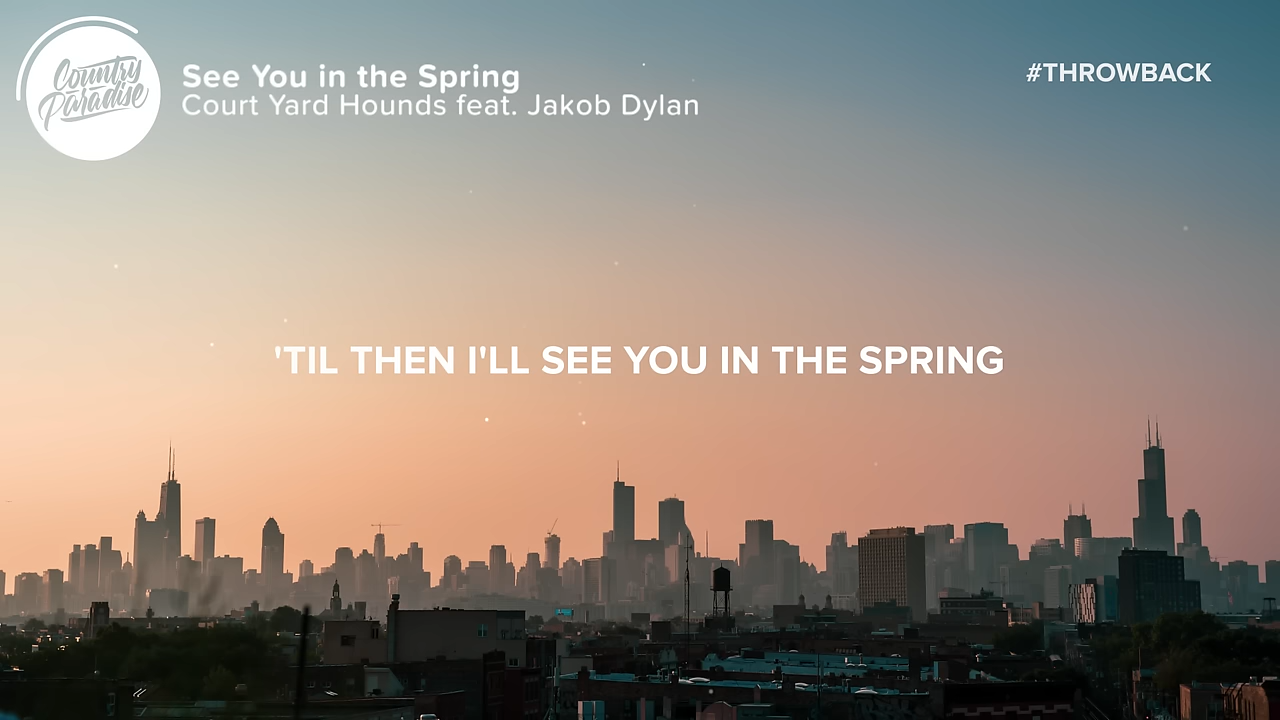 Country
Paradise
See You in the Spring
Court Yard Hounds feat. Jakob Dylan
#THROWBACK
'TIL THEN I'LL SEE YOU IN THE SPRING